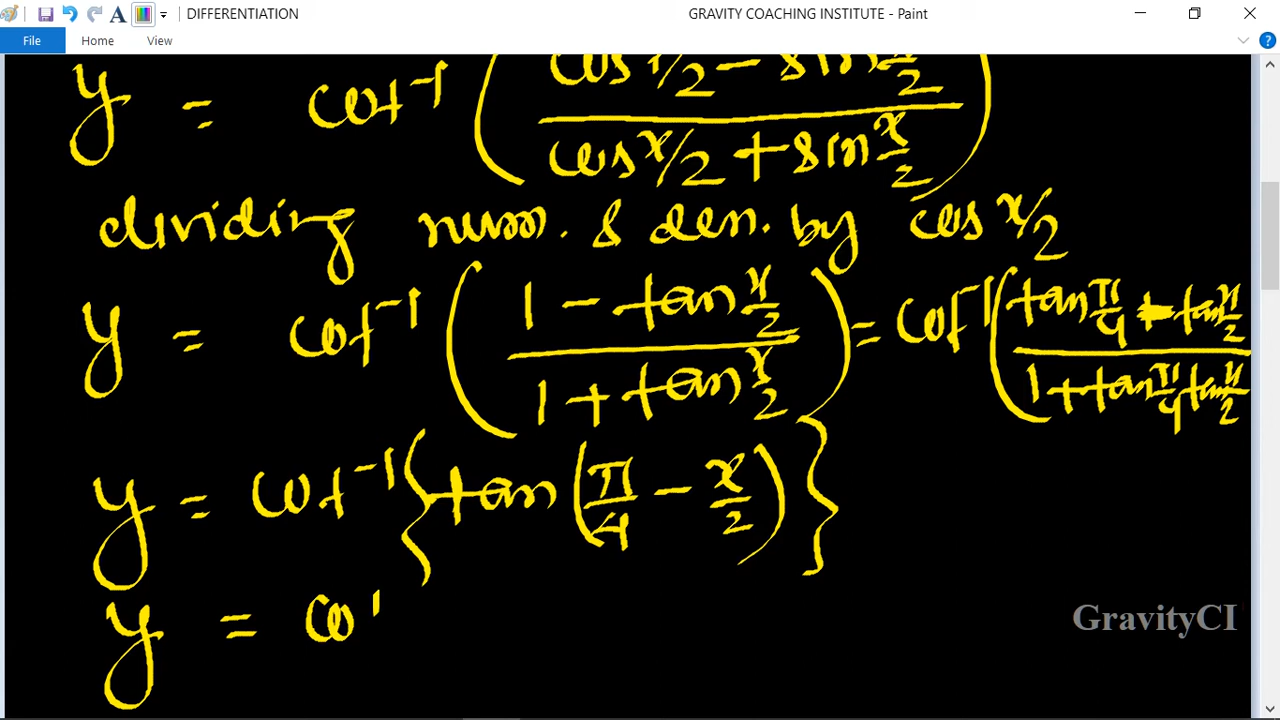 DIFFERENTIATION GRAVITY COACHING INSTITUTE - Paint
File Home View
y = cot⁻¹ ( (cos x/2 - sin x/2) / (cos x/2 + sin x/2) )
dividing num. & den. by cos x/2
y = cot⁻¹ ( (1 - tan x/2) / (1 + tan x/2) ) = cot⁻¹ ( (tan π/4 - tan x/2) / (1 + tan π/4 tan x/2)
y = cot⁻¹ { tan ( π/4 - x/2 ) }
y = co
GravityCI